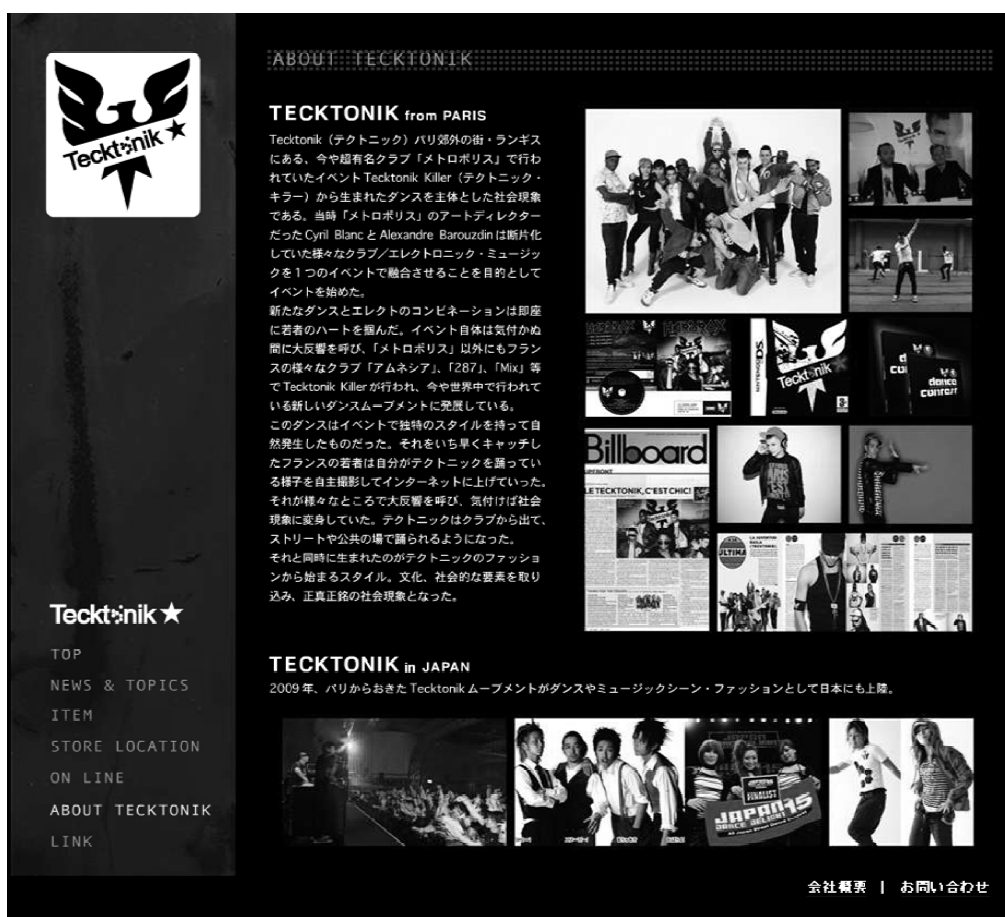 Tecktonik ★
ABOUT TECKTONIK
TECKTONIK from PARIS
Tecktonik（テクトニック）パリ郊外の街・ランギス
にある、今や超有名クラブ「メトロポリス」で行わ
れていたイベント Tecktonik Killer（テクトニック・
キラー）から生まれたダンスを主体とした社会現象
である。当時「メトロポリス」のアートディレクター
だった Cyril Blanc と Alexandre Barouzdin は断片化
していた様々なクラブ／エレクトロニック・ミュージッ
クを１つのイベントで融合させることを目的として
イベントを始めた。
新たなダンスとエレクトのコンビネーションは即座
に若者のハートを掴んだ。イベント自体は気付かぬ
間に大反響を呼び、「メトロポリス」以外にもフラン
スの様々なクラブ「アムネシア」、「287」、「Mix」等
で Tecktonik Killer が行われ、今や世界中で行われて
いる新しいダンスムーブメントに発展している。
このダンスはイベントで独特のスタイルを持って自
然発生したものだった。それをいち早くキャッチし
たフランスの若者は自分がテクトニックを踊ってい
る様子を自主撮影してインターネットに上げていった。
それが様々なところで大反響を呼び、気付けば社会
現象に変身していた。テクトニックはクラブから出て、
ストリートや公共の場で踊られるようになった。
それと同時に生まれたのがテクトニックのファッショ
ンから始まるスタイル。文化、社会的な要素を取り
込み、正真正銘の社会現象となった。
NINTENDO DS
Tecktonik
dance
contest
Billboard
UPFRONT
LE TECKTONIK, C'EST CHIC!
ULTIMA
TECKTONIK in JAPAN
2009 年、パリからおきた Tecktonik ムーブメントがダンスやミュージックシーン・ファッションとして日本にも上陸。
JAPAN 15
DANCE DELIGHT
Tecktonik ★
TOP
NEWS & TOPICS
ITEM
STORE LOCATION
ON LINE
ABOUT TECKTONIK
LINK
会社概要 | お問い合わせ